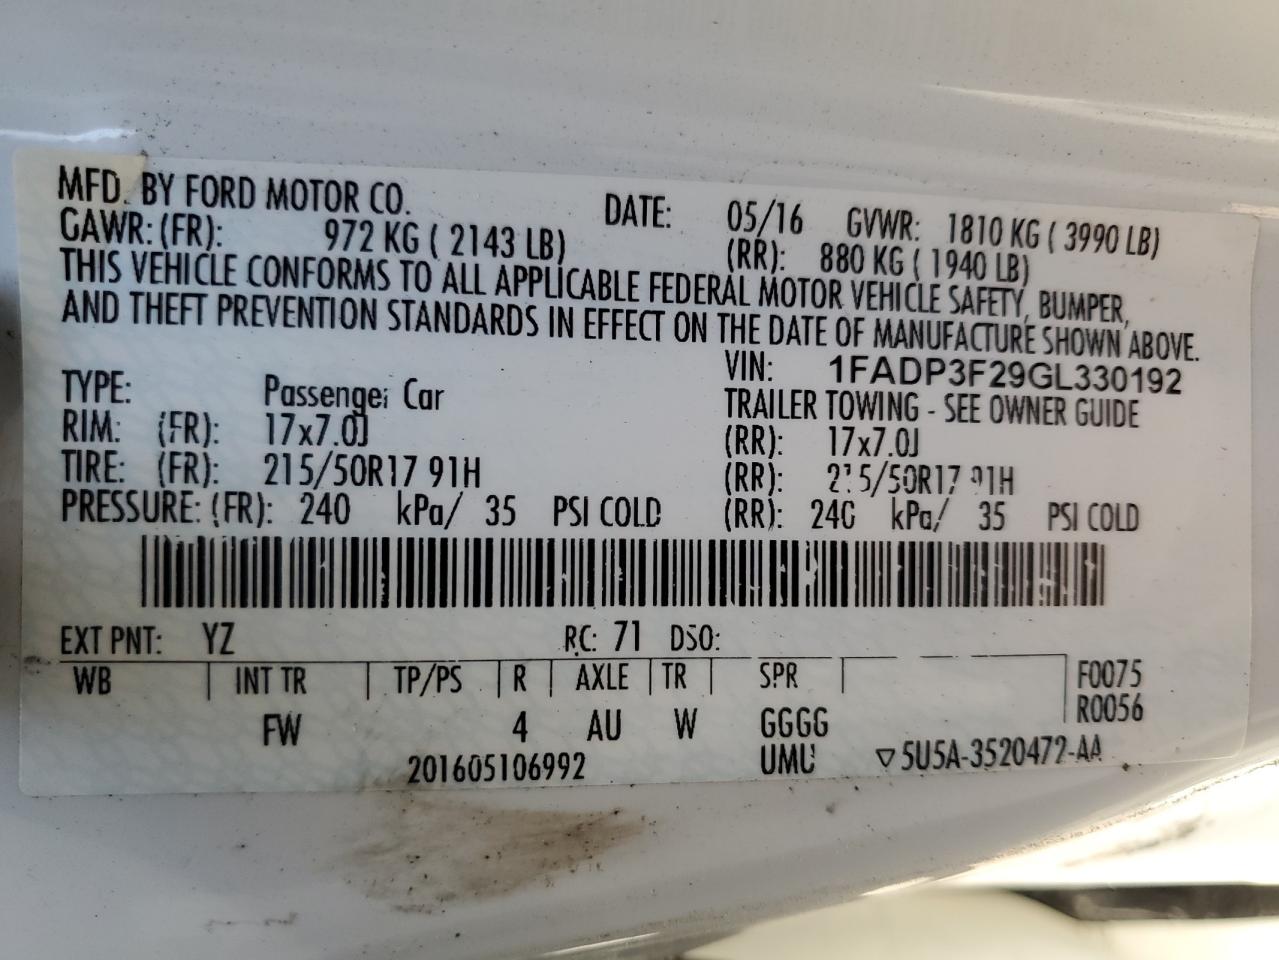 MFD. BY FORD MOTOR CO. DATE: 05/16 GVWR: 1810 KG ( 3990 LB)
GAWR: (FR): 972 KG ( 2143 LB) (RR): 880 KG ( 1940 LB)
THIS VEHICLE CONFORMS TO ALL APPLICABLE FEDERAL MOTOR VEHICLE SAFETY, BUMPER,
AND THEFT PREVENTION STANDARDS IN EFFECT ON THE DATE OF MANUFACTURE SHOWN ABOVE.
VIN: 1FADP3F29GL330192
TYPE: Passenger Car TRAILER TOWING - SEE OWNER GUIDE
RIM: (FR): 17x7.0J (RR): 17x7.0J
TIRE: (FR): 215/50R17 91H (RR): 215/50R17 91H
PRESSURE: (FR): 240 kPa/ 35 PSI COLD (RR): 240 kPa/ 35 PSI COLD
EXT PNT: YZ RC: 71 DSO:
WB INT TR TP/PS R AXLE TR SPR F0075
R0056
FW 4 AU W GGGG
201605106992 UMU ▽5U5A-3520472-AA